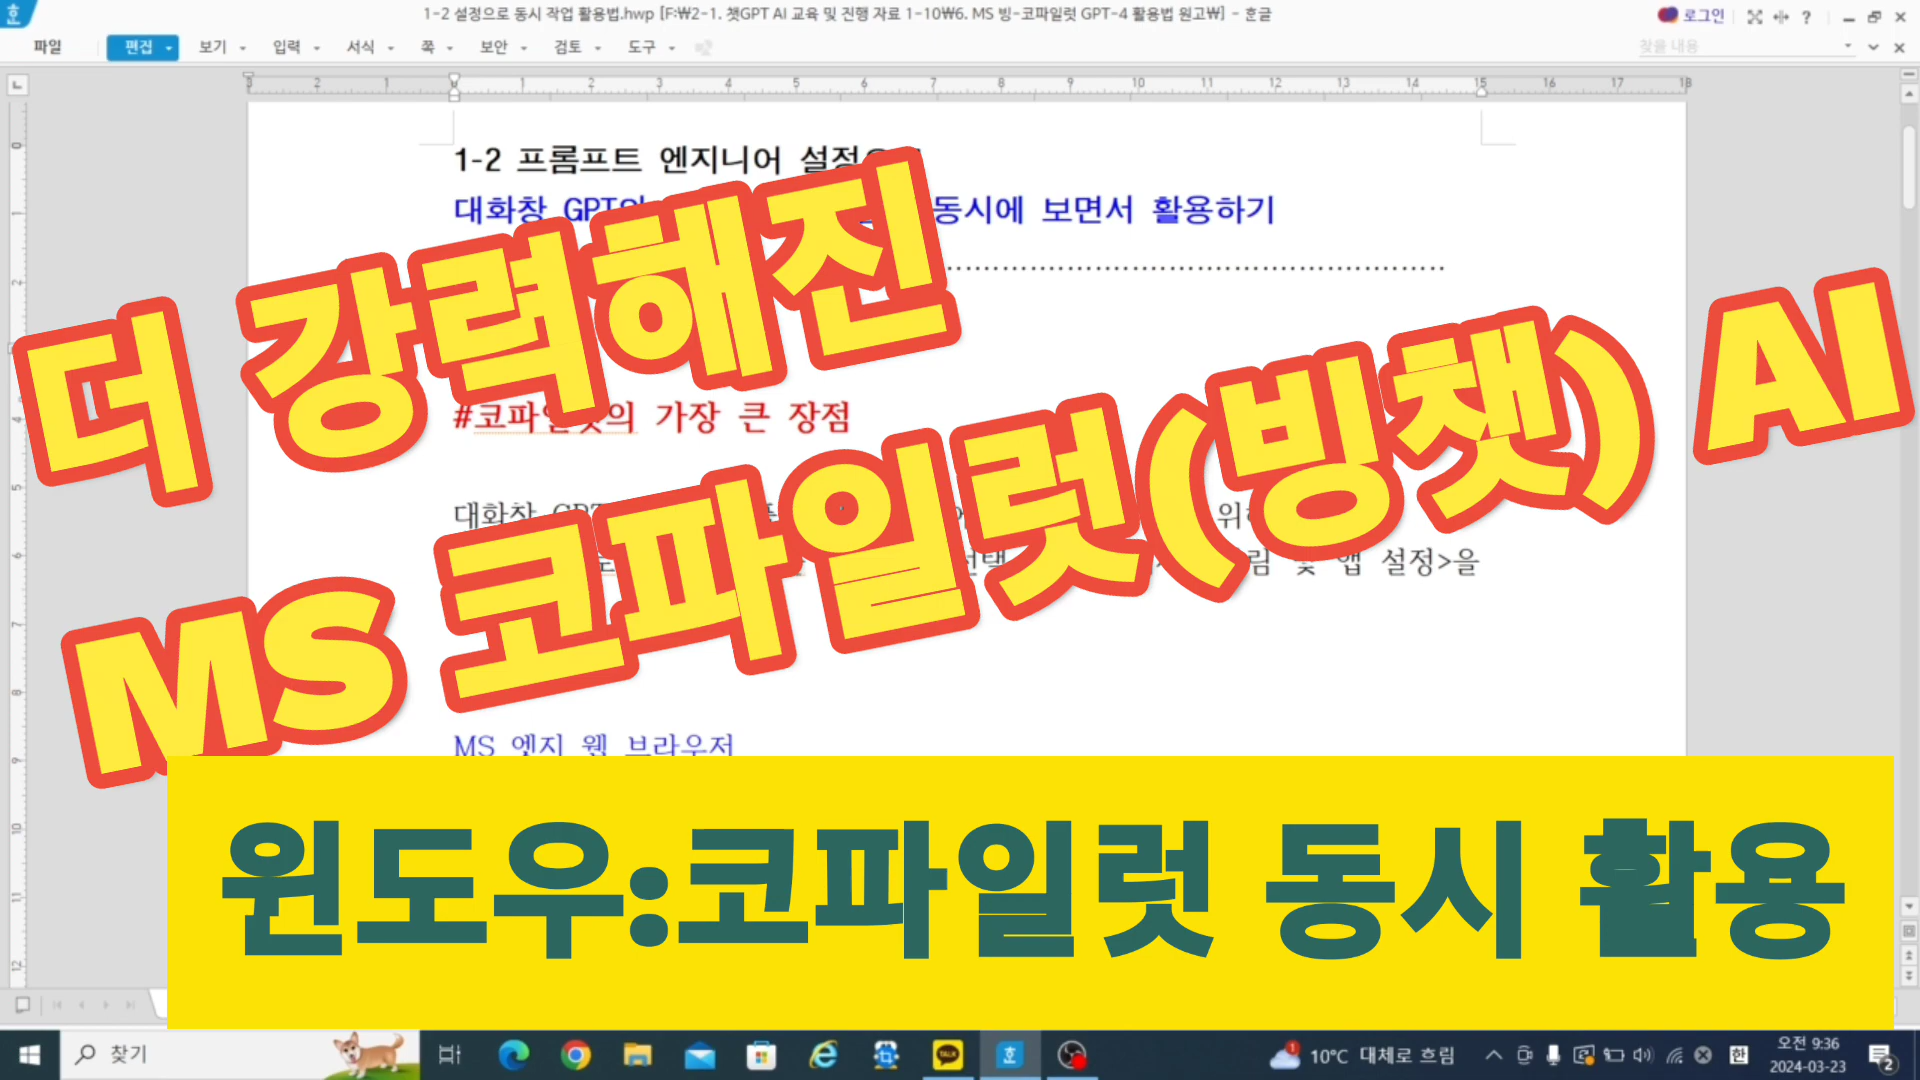 1-2 설정으로 동시 작업 활용법.hwp [F:₩2-1. 챗GPT AI 교육 및 진행 자료 1-10₩6. MS 빙-코파일럿 GPT-4 활용법 원고₩] - 훈글
로그인
파일 편집 보기 입력 서식 쪽 보안 검토 도구
찾을 내용
1-2 프롬프트 엔지니어 설정
대화창 동시에 보면서 활용하기
더 강력해진
#코파일럿의 가장 큰 장점
MS 코파일럿(빙챗) AI
대화창
설정>을
MS 엣지 웹 브라우저
윈도우:코파일럿 동시 활용
찾기
10°C 대체로 흐림
한
오전 9:36
2024-03-23
2